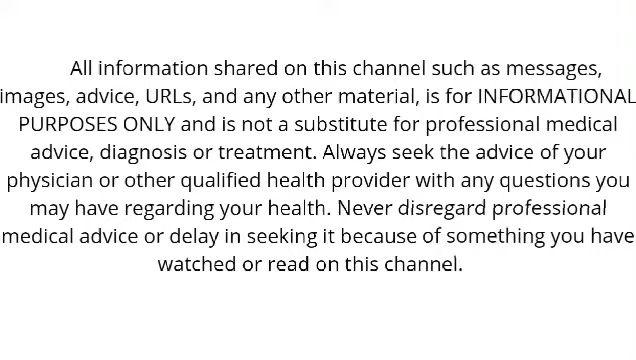 All information shared on this channel such as messages,
images, advice, URLs, and any other material, is for INFORMATIONAL
PURPOSES ONLY and is not a substitute for professional medical
advice, diagnosis or treatment. Always seek the advice of your
physician or other qualified health provider with any questions you
may have regarding your health. Never disregard professional
medical advice or delay in seeking it because of something you have
watched or read on this channel.